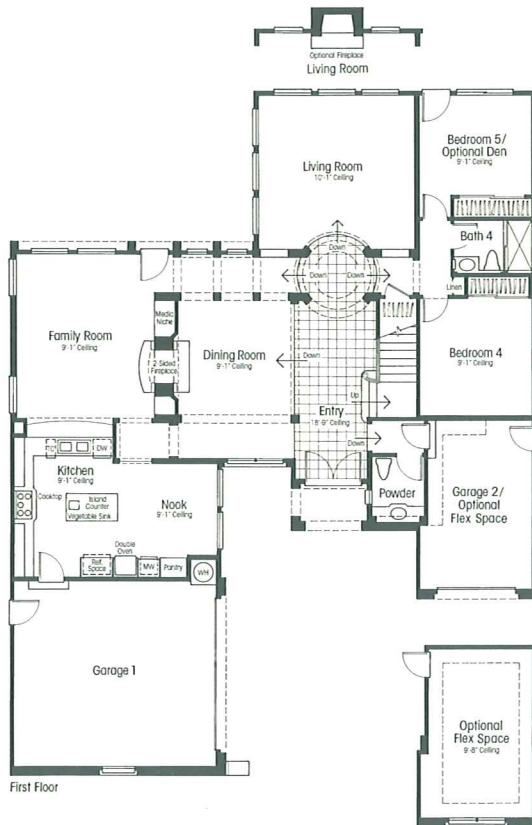 Optional Fireplace
Living Room
Living Room
10'-1" Ceiling
Bedroom 5/
Optional Den
9'-1" Ceiling
Bath 4
Down
Down
Down
Down
Linen
Family Room
9'-1" Ceiling
Media
Niche
2-Sided
Fireplace
Dining Room
9'-1" Ceiling
Down
Up
Bedroom 4
9'-1" Ceiling
Entry
18'-9" Ceiling
Down
DW
Kitchen
9'-1" Ceiling
Cooktop
Island
Counter
Vegetable Sink
Nook
9'-1" Ceiling
Powder
Garage 2/
Optional
Flex Space
Double
Oven
Ref.
Space
MW
Pantry
WH
Garage 1
Optional
Flex Space
9'-8" Ceiling
First Floor